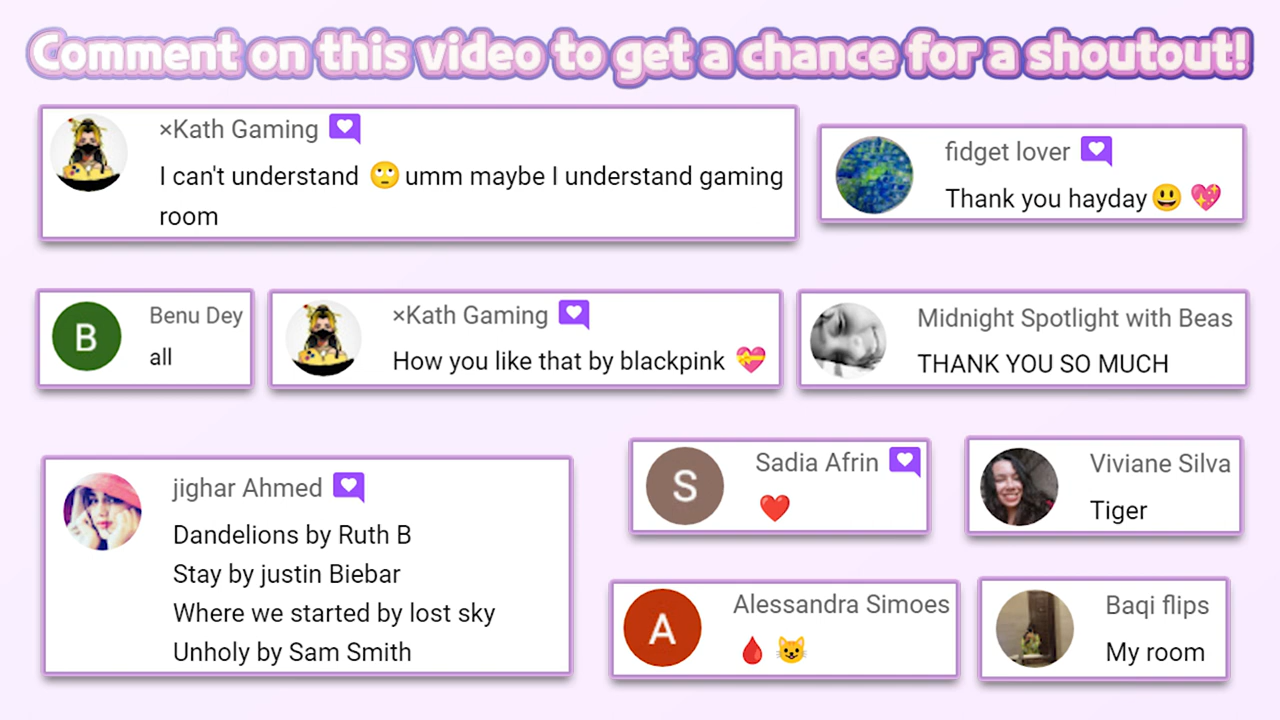 Comment on this video to get a chance for a shoutout!
×Kath Gaming
I can't understand 🙄 umm maybe I understand gaming
room
fidget lover
Thank you hayday😃 💖
B
Benu Dey
all
×Kath Gaming
How you like that by blackpink 💝
Midnight Spotlight with Beas
THANK YOU SO MUCH
jighar Ahmed
Dandelions by Ruth B
Stay by justin Biebar
Where we started by lost sky
Unholy by Sam Smith
S
Sadia Afrin
❤️
Viviane Silva
Tiger
A
Alessandra Simoes
🩸 😺
Baqi flips
My room